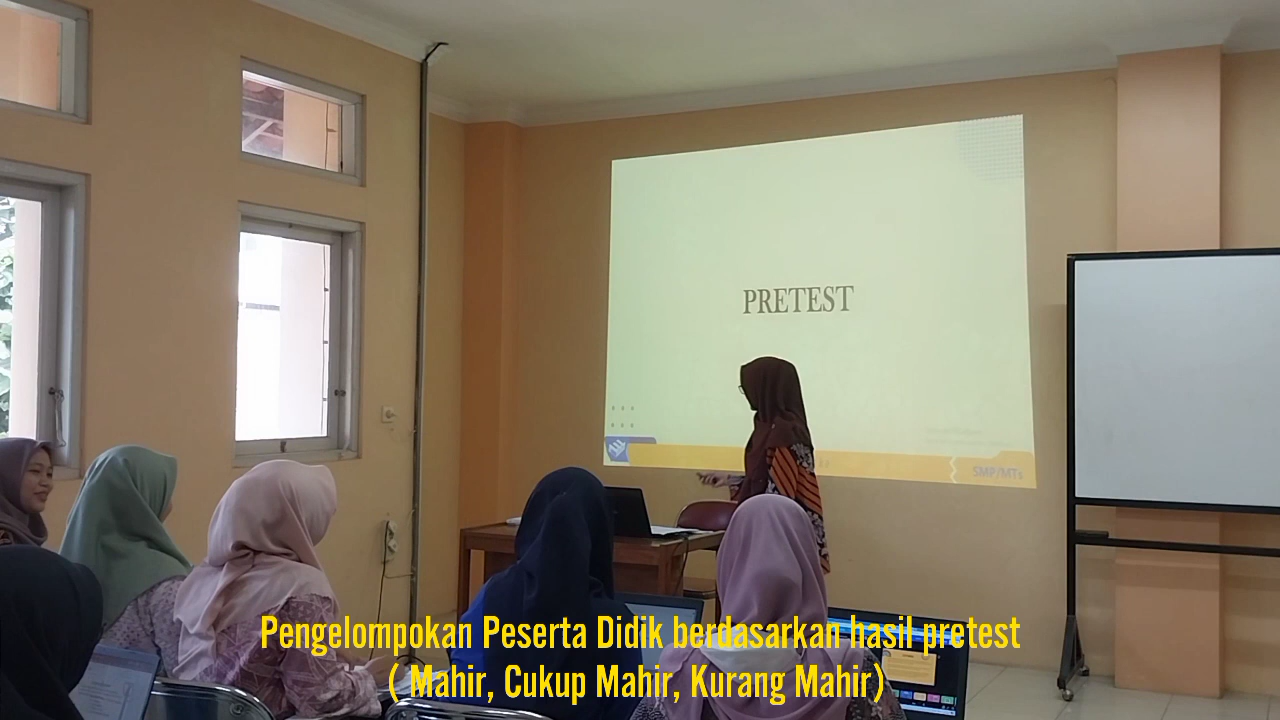 PRETEST
SMP/MTs
Pengelompokan Peserta Didik berdasarkan hasil pretest
( Mahir, Cukup Mahir, Kurang Mahir)